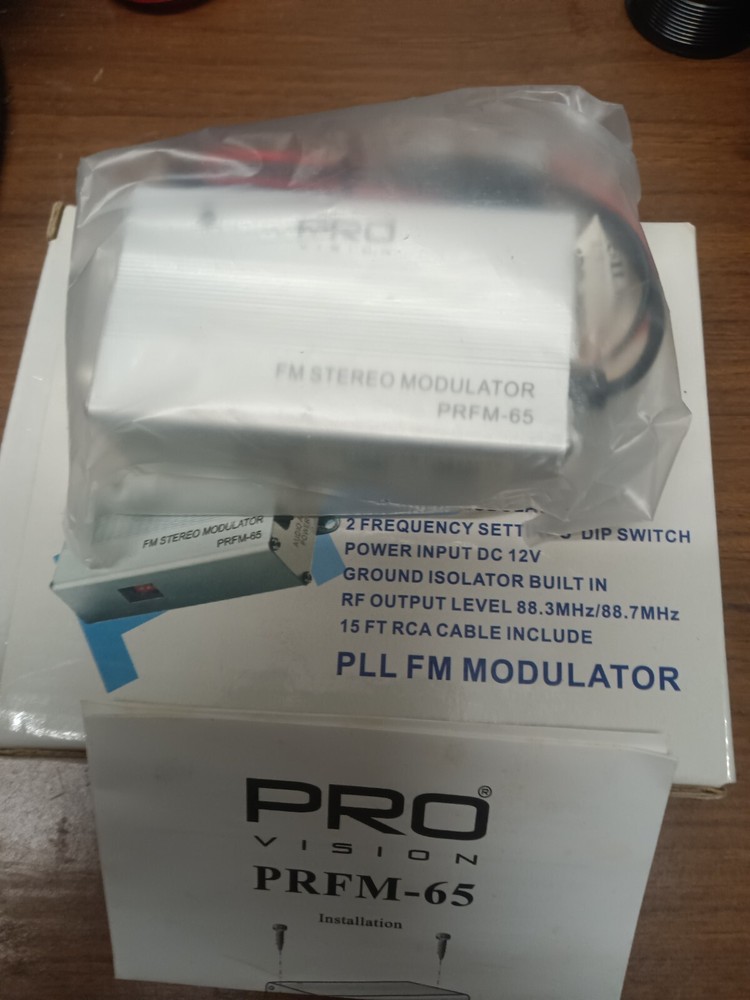 PRO
VISION
FM STEREO MODULATOR
PRFM-65
FM STEREO MODULATOR
PRFM-65
2 FREQUENCY SETT DIP SWITCH
POWER INPUT DC 12V
GROUND ISOLATOR BUILT IN
RF OUTPUT LEVEL 88.3MHz/88.7MHz
15 FT RCA CABLE INCLUDE
PLL FM MODULATOR
PRO®
VISION
PRFM-65
Installation